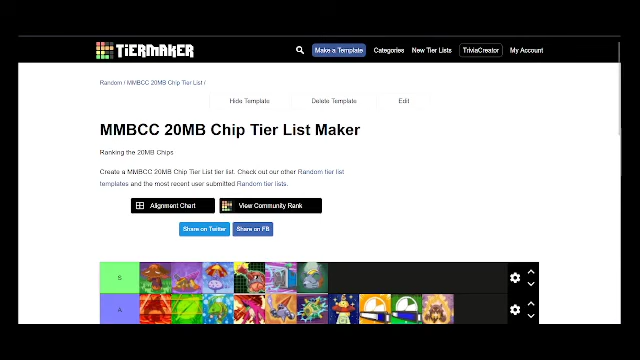 TIERMAKER
Make a Template
Categories
New Tier Lists
TriviaCreator
My Account
Random / MMBCC 20MB Chip Tier List /
Hide Template
Delete Template
Edit
MMBCC 20MB Chip Tier List Maker
Ranking the 20MB Chips
Create a MMBCC 20MB Chip Tier List tier list. Check out our other Random tier list
templates and the most recent user submitted Random tier lists.
Alignment Chart
View Community Rank
Share on Twitter
Share on FB
S
A